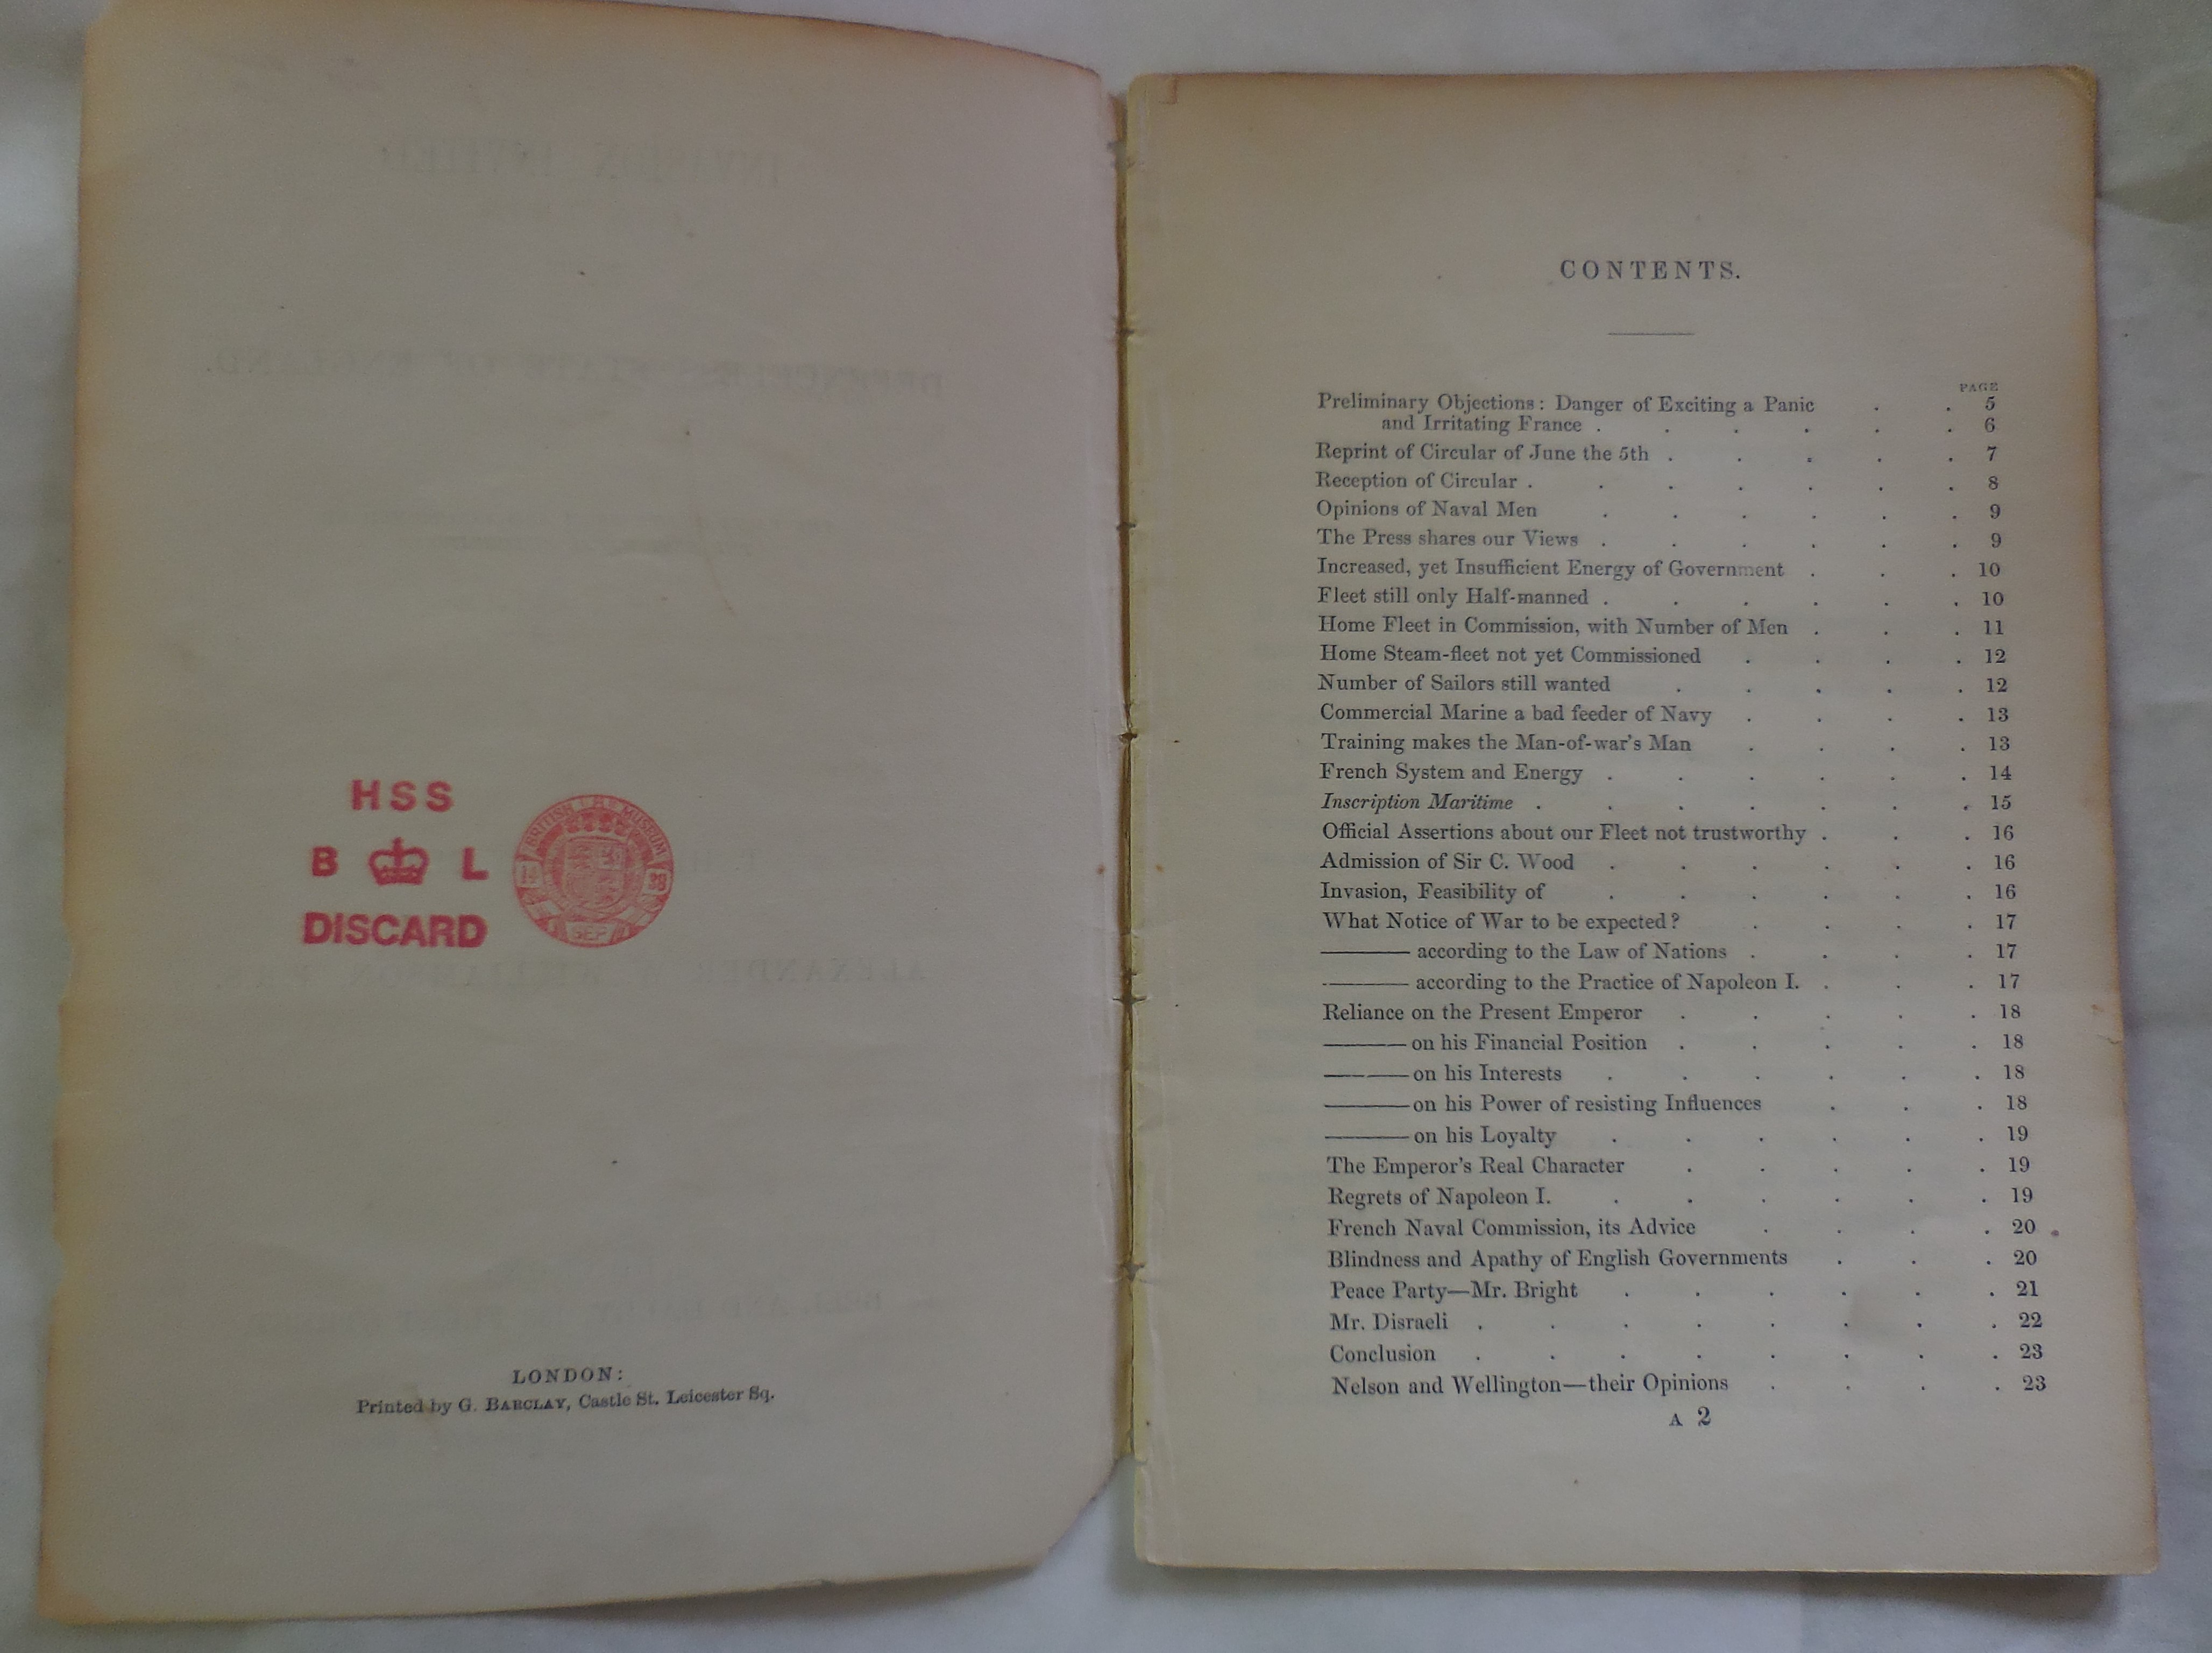 HSS
B L
DISCARD
BRITISH MUSEUM
SEP
LONDON:
Printed by G. BARCLAY, Castle St. Leicester Sq.
CONTENTS.
PAGE
Preliminary Objections: Danger of Exciting a Panic . . 5
and Irritating France . . . . . . 6
Reprint of Circular of June the 5th . . . . . 7
Reception of Circular . . . . . . . 8
Opinions of Naval Men . . . . . . 9
The Press shares our Views . . . . . . 9
Increased, yet Insufficient Energy of Government . . . 10
Fleet still only Half-manned . . . . . . 10
Home Fleet in Commission, with Number of Men . . . 11
Home Steam-fleet not yet Commissioned . . . . 12
Number of Sailors still wanted . . . . . 12
Commercial Marine a bad feeder of Navy . . . . 13
Training makes the Man-of-war's Man . . . . 13
French System and Energy . . . . . . 14
Inscription Maritime . . . . . . . 15
Official Assertions about our Fleet not trustworthy . . . 16
Admission of Sir C. Wood . . . . . . 16
Invasion, Feasibility of . . . . . . 16
What Notice of War to be expected? . . . . 17
——— according to the Law of Nations . . . . 17
——— according to the Practice of Napoleon I. . . . 17
Reliance on the Present Emperor . . . . . 18
——— on his Financial Position . . . . . 18
——— on his Interests . . . . . . 18
——— on his Power of resisting Influences . . . 18
——— on his Loyalty . . . . . . 19
The Emperor's Real Character . . . . . 19
Regrets of Napoleon I. . . . . . . 19
French Naval Commission, its Advice . . . . 20
Blindness and Apathy of English Governments . . . 20
Peace Party—Mr. Bright . . . . . . 21
Mr. Disraeli . . . . . . . . 22
Conclusion . . . . . . . . 23
Nelson and Wellington—their Opinions . . . . 23
A 2